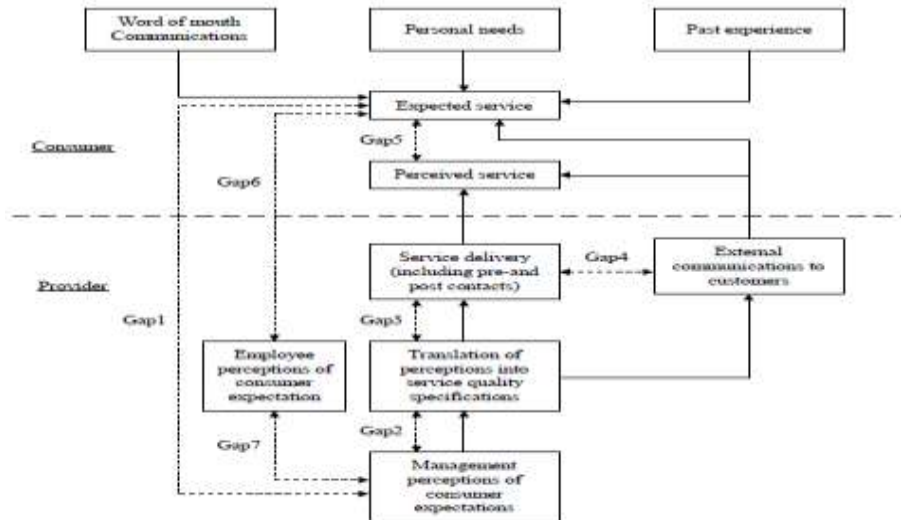 Word of mouth
Communications
Personal needs
Past experience
Expected service
Gap5
Consumer
Gap6
Perceived service
Service delivery
(including pre-and
post contacts)
Gap4
External
communications to
customers
Provider
Gap1
Gap3
Employee
perceptions of
consumer
expectation
Translation of
perceptions into
service quality
specifications
Gap2
Gap7
Management
perceptions of
consumer
expectations